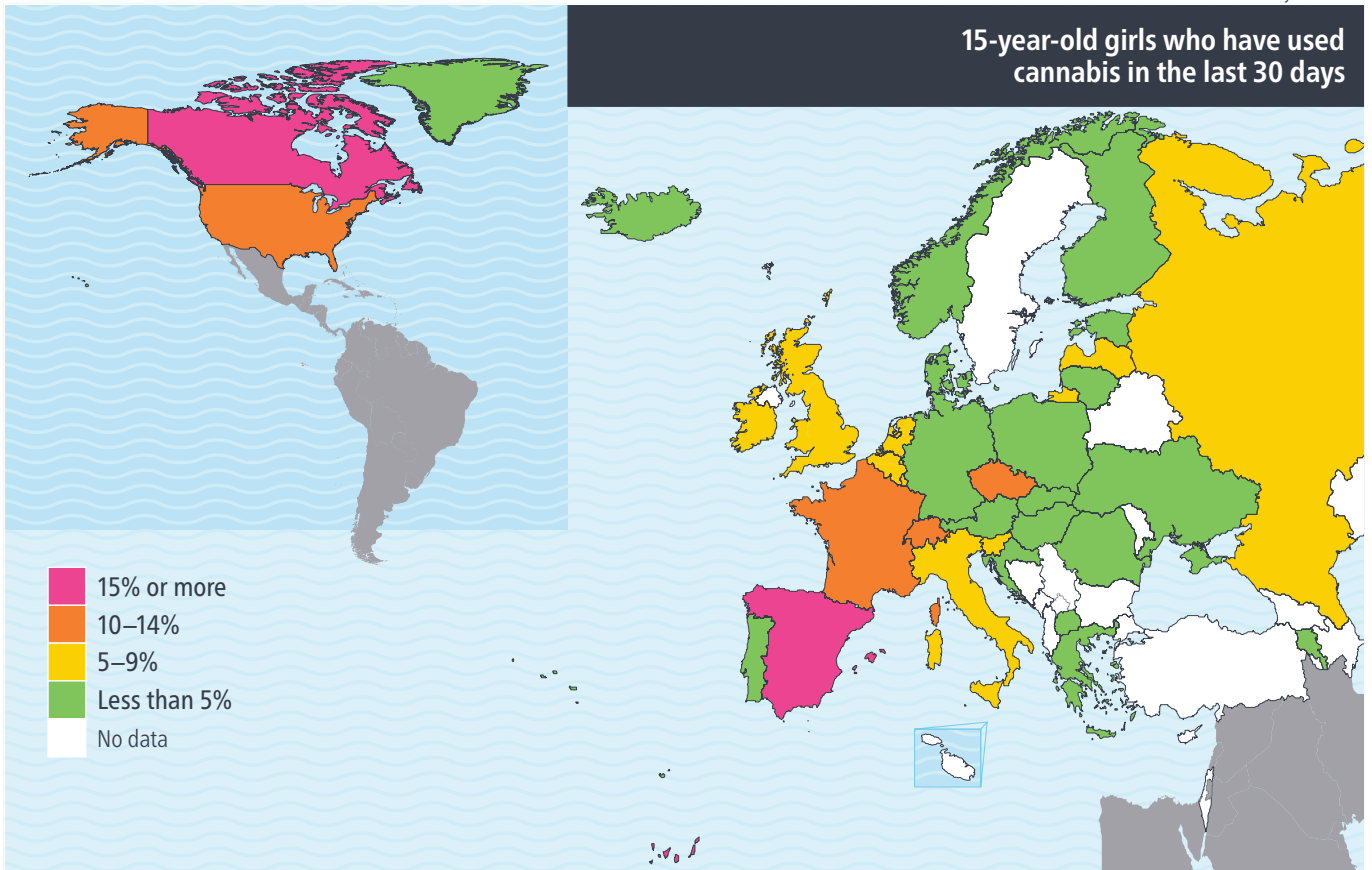 15-year-old girls who have used
cannabis in the last 30 days
15% or more
10–14%
5–9%
Less than 5%
No data